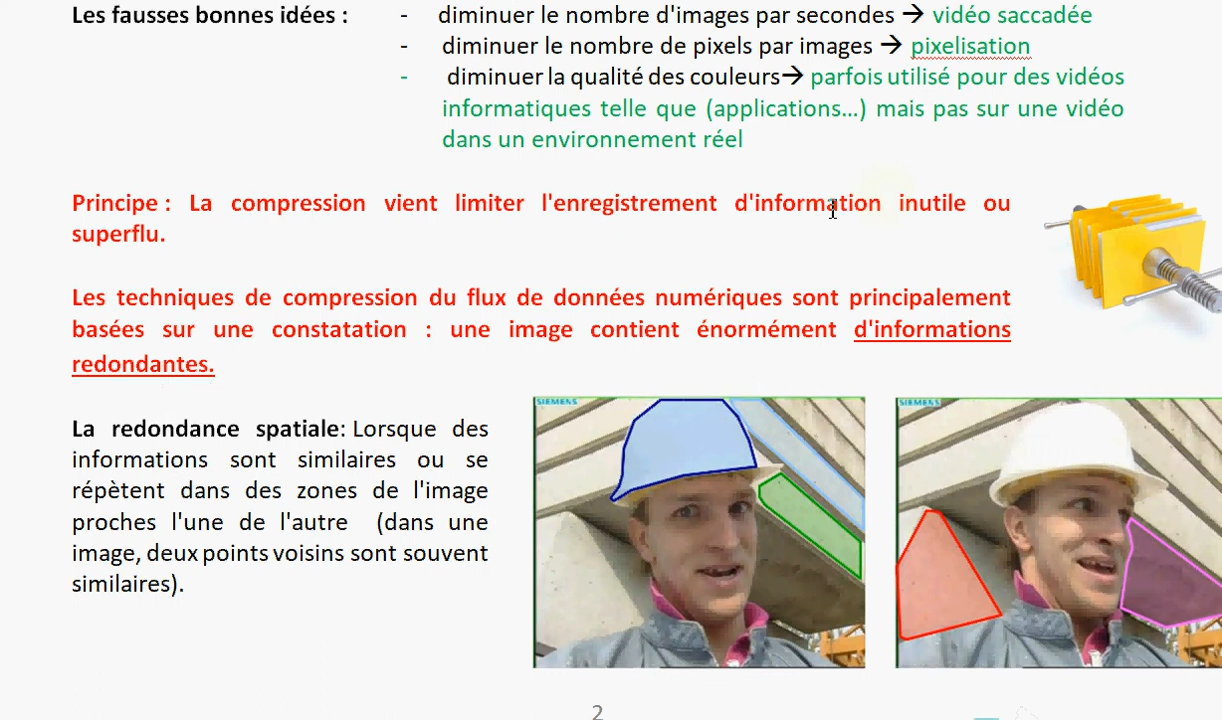 Les fausses bonnes idées : - diminuer le nombre d'images par secondes → vidéo saccadée
- diminuer le nombre de pixels par images → pixelisation
- diminuer la qualité des couleurs→ parfois utilisé pour des vidéos
informatiques telle que (applications...) mais pas sur une vidéo
dans un environnement réel
Principe : La compression vient limiter l'enregistrement d'information inutile ou
superflu.
Les techniques de compression du flux de données numériques sont principalement
basées sur une constatation : une image contient énormément d'informations
redondantes.
La redondance spatiale: Lorsque des
informations sont similaires ou se
répètent dans des zones de l'image
proches l'une de l'autre (dans une
image, deux points voisins sont souvent
similaires).
SIEMENS
SIEMENS
2